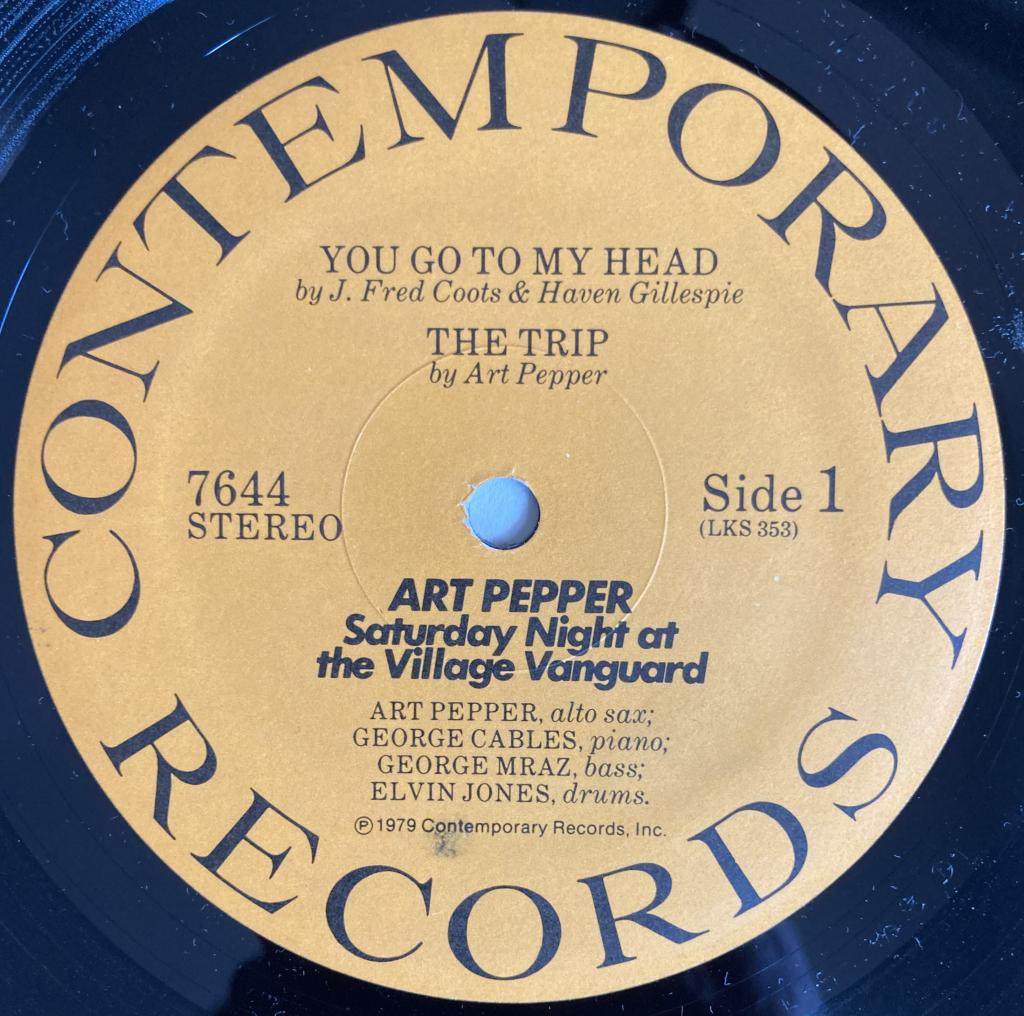 CONTEMPORARY
YOU GO TO MY HEAD
by J. Fred Coots & Haven Gillespie
THE TRIP
by Art Pepper
7644
STEREO
Side 1
(LKS 353)
ART PEPPER
Saturday Night at
the Village Vanguard
ART PEPPER, alto sax;
GEORGE CABLES, piano;
GEORGE MRAZ, bass;
ELVIN JONES, drums.
℗ 1979 Contemporary Records, Inc.
RECORDS